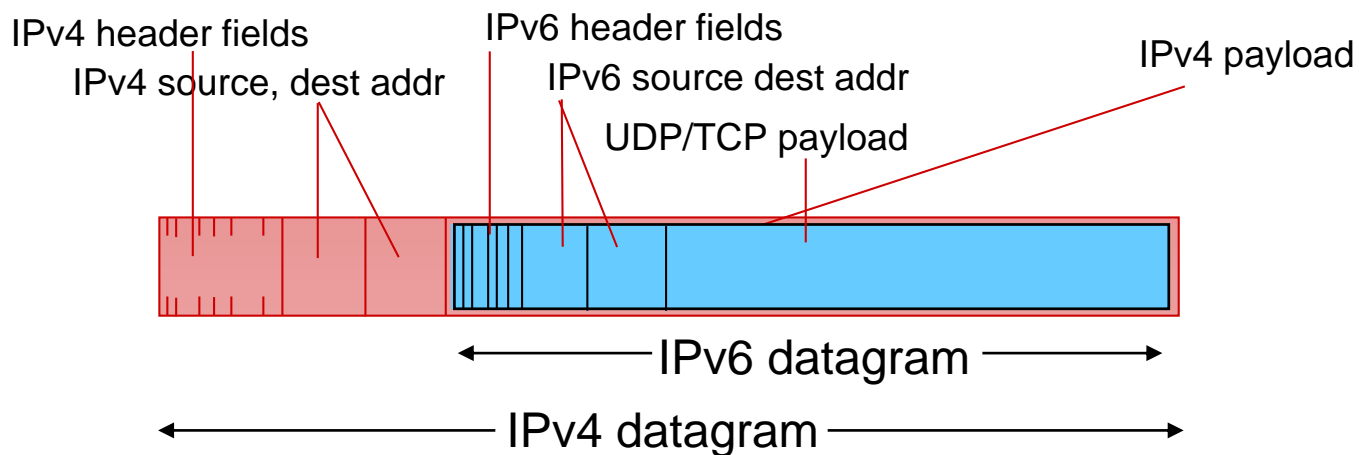 IPv4 header fields
IPv6 header fields
IPv4 payload
IPv4 source, dest addr
IPv6 source dest addr
UDP/TCP payload
IPv6 datagram
IPv4 datagram